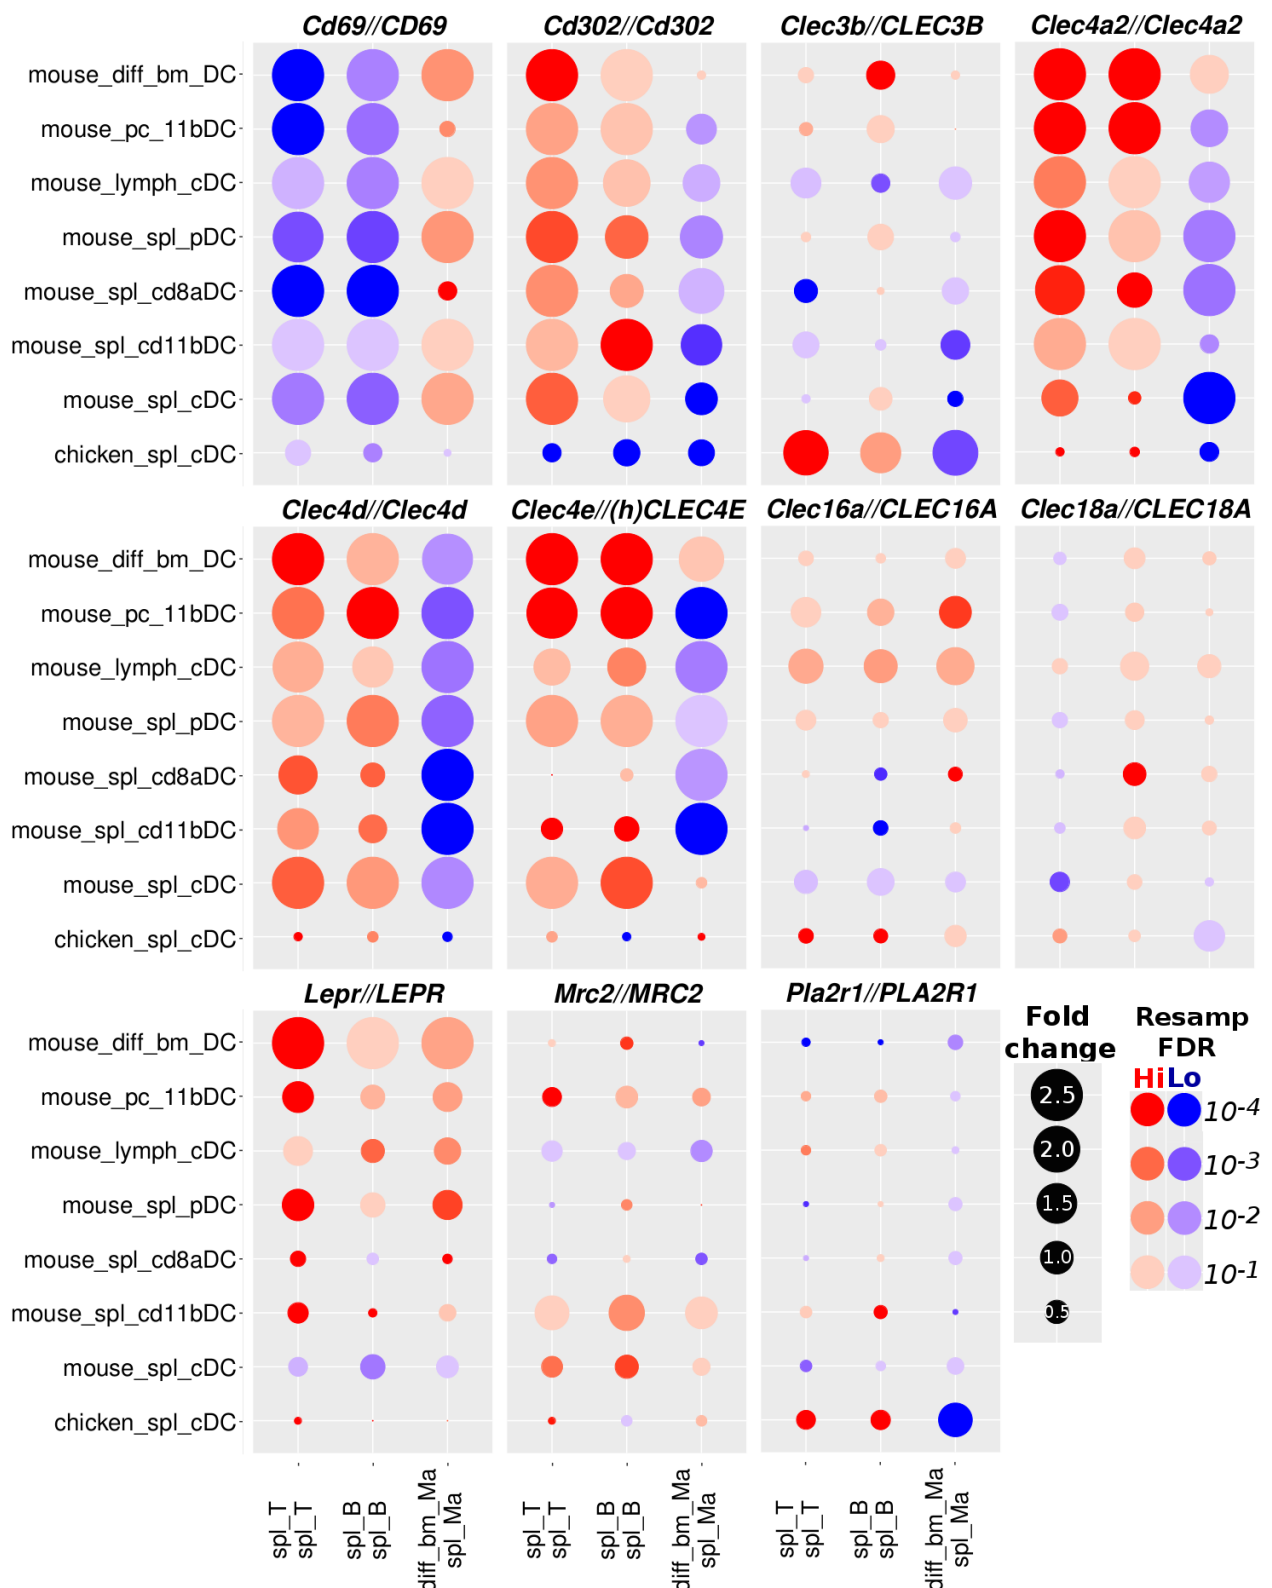 Cd69//CD69 Cd302//Cd302 Clec3b//CLEC3B Clec4a2//Clec4a2
mouse_diff_bm_DC
mouse_pc_11bDC
mouse_lymph_cDC
mouse_spl_pDC
mouse_spl_cd8aDC
mouse_spl_cd11bDC
mouse_spl_cDC
chicken_spl_cDC
Clec4d//Clec4d Clec4e//(h)CLEC4E Clec16a//CLEC16A Clec18a//CLEC18A
mouse_diff_bm_DC
mouse_pc_11bDC
mouse_lymph_cDC
mouse_spl_pDC
mouse_spl_cd8aDC
mouse_spl_cd11bDC
mouse_spl_cDC
chicken_spl_cDC
Lepr//LEPR Mrc2//MRC2 Pla2r1//PLA2R1
mouse_diff_bm_DC
mouse_pc_11bDC
mouse_lymph_cDC
mouse_spl_pDC
mouse_spl_cd8aDC
mouse_spl_cd11bDC
mouse_spl_cDC
chicken_spl_cDC
Fold
change
2.5
2.0
1.5
1.0
0.5
Resamp
FDR
Hi Lo
10-4
10-3
10-2
10-1
spl_T
spl_T
spl_B
spl_B
diff_bm_Ma
spl_Ma
spl_T
spl_T
spl_B
spl_B
diff_bm_Ma
spl_Ma
spl_T
spl_T
spl_B
spl_B
diff_bm_Ma
spl_Ma